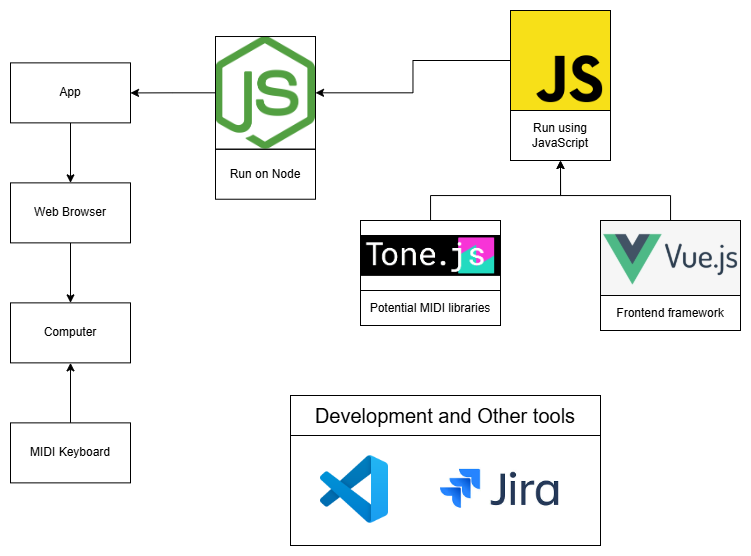 App
Web Browser
Computer
MIDI Keyboard
JS
Run on Node
JS
Run using
JavaScript
Tone.js
Potential MIDI libraries
Vue.js
Frontend framework
Development and Other tools
Jira